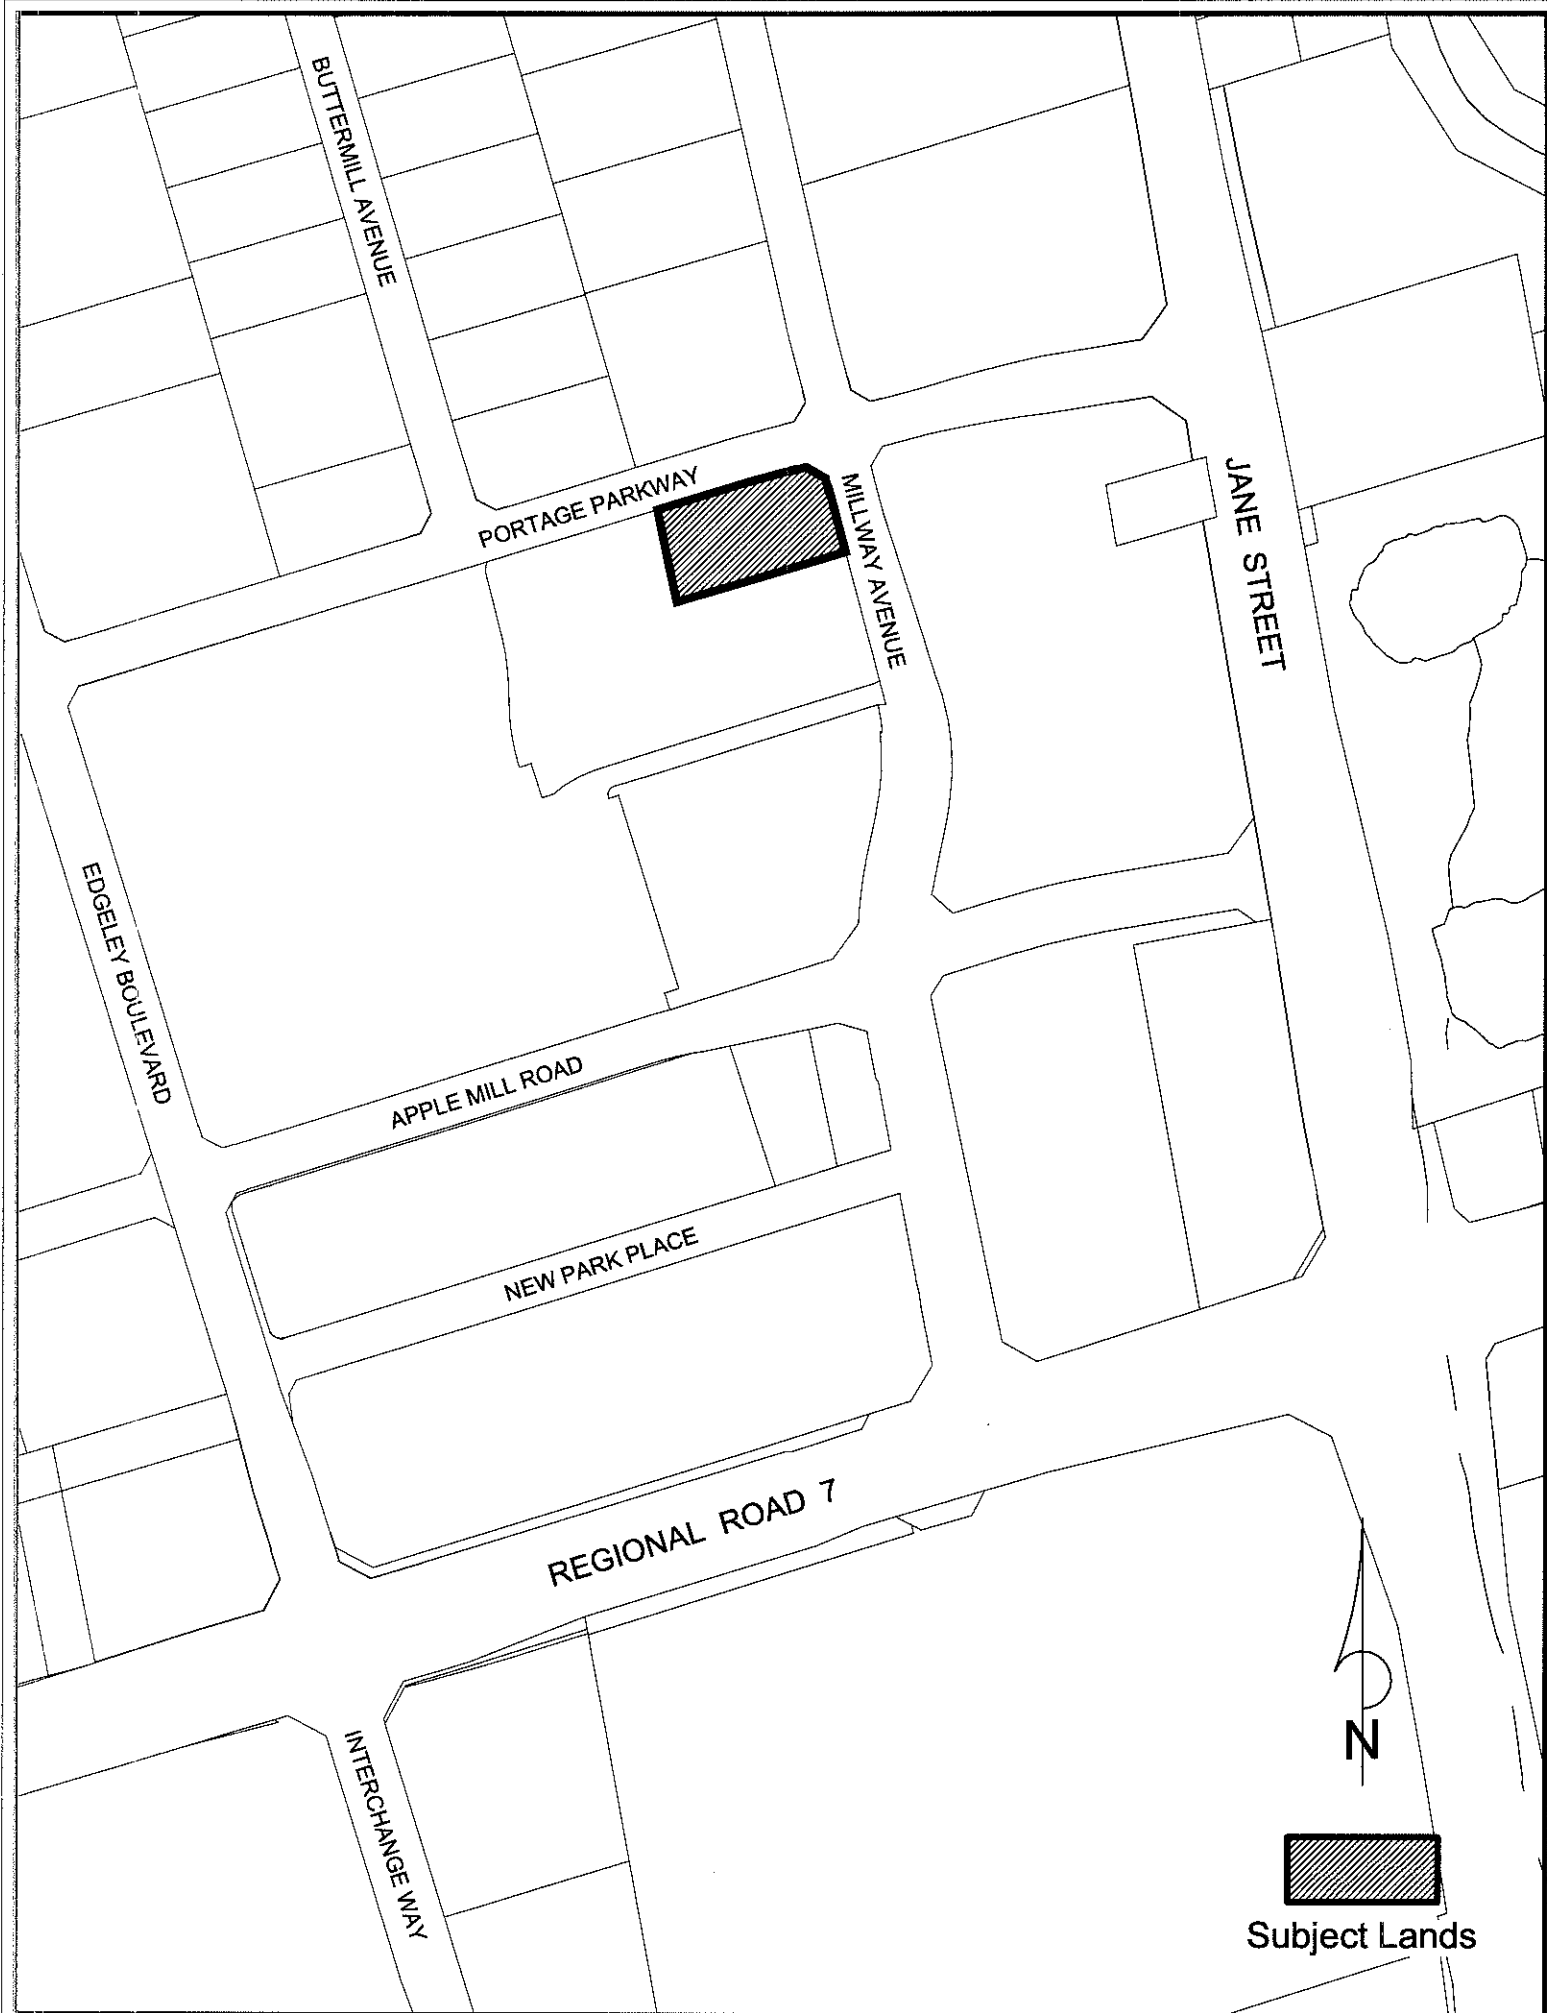 BUTTERMILL AVENUE
PORTAGE PARKWAY
MILLWAY AVENUE
JANE STREET
EDGELEY BOULEVARD
APPLE MILL ROAD
NEW PARK PLACE
REGIONAL ROAD 7
INTERCHANGE WAY
N
Subject Lands